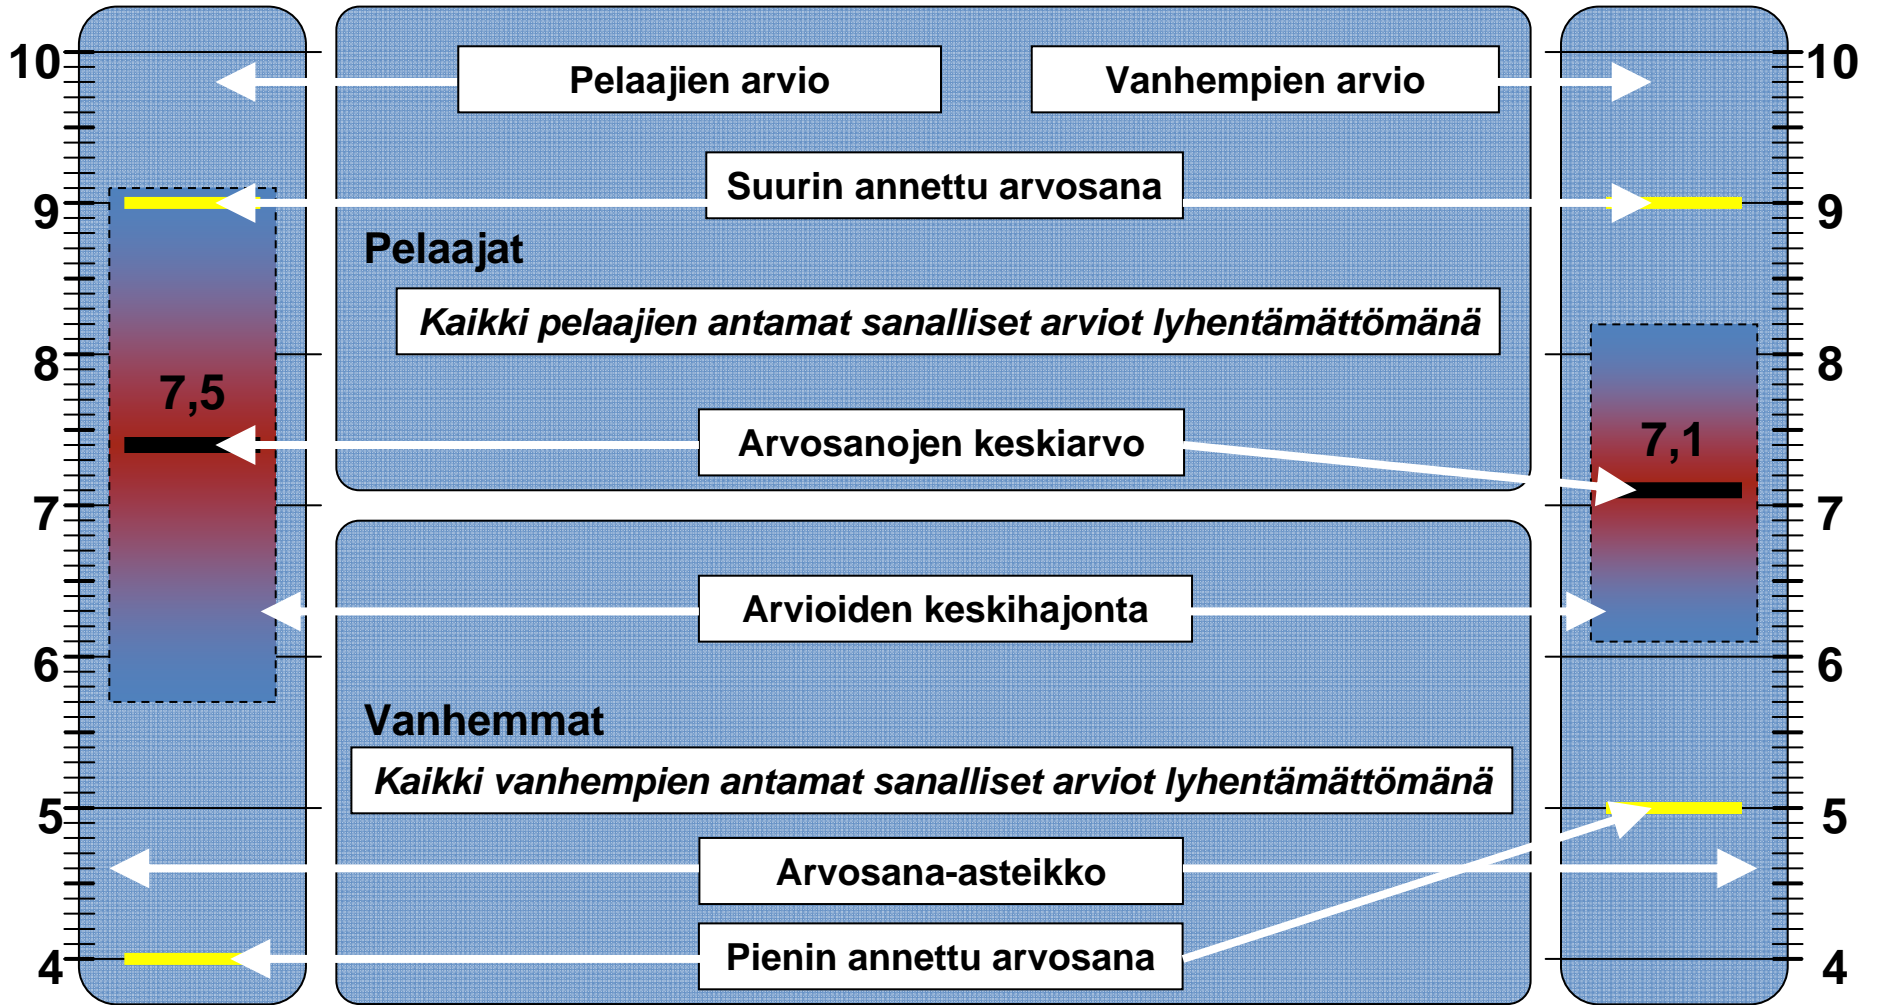 10
9
8
7
6
5
4
7,5
Pelaajien arvio
Vanhempien arvio
Suurin annettu arvosana
Pelaajat
Kaikki pelaajien antamat sanalliset arviot lyhentämättömänä
Arvosanojen keskiarvo
Arvioiden keskihajonta
Vanhemmat
Kaikki vanhempien antamat sanalliset arviot lyhentämättömänä
Arvosana-asteikko
Pienin annettu arvosana
10
9
8
7
6
5
4
7,1